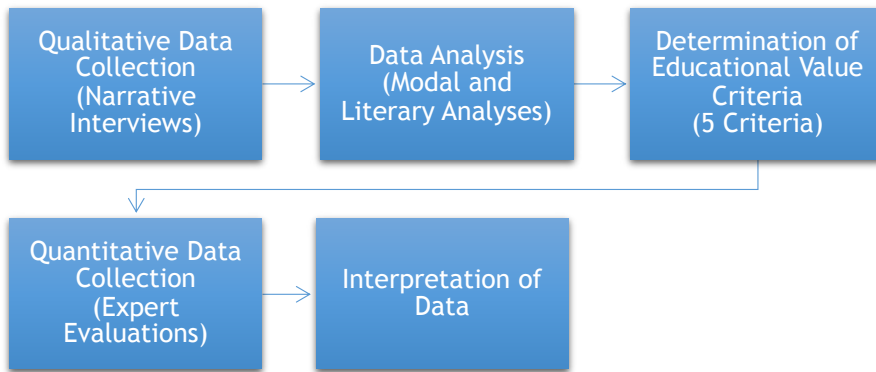 Qualitative Data
Collection
(Narrative
Interviews)
Data Analysis
(Modal and
Literary Analyses)
Determination of
Educational Value
Criteria
(5 Criteria)
Quantitative Data
Collection
(Expert
Evaluations)
Interpretation of
Data